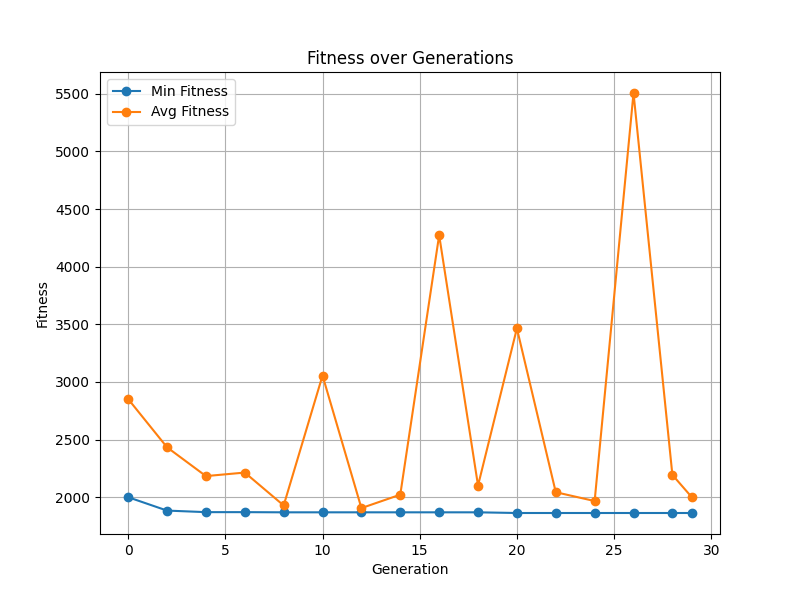 Fitness over Generations
Min Fitness
Avg Fitness
5500
5000
4500
4000
3500
3000
2500
2000
Fitness
0 5 10 15 20 25 30
Generation